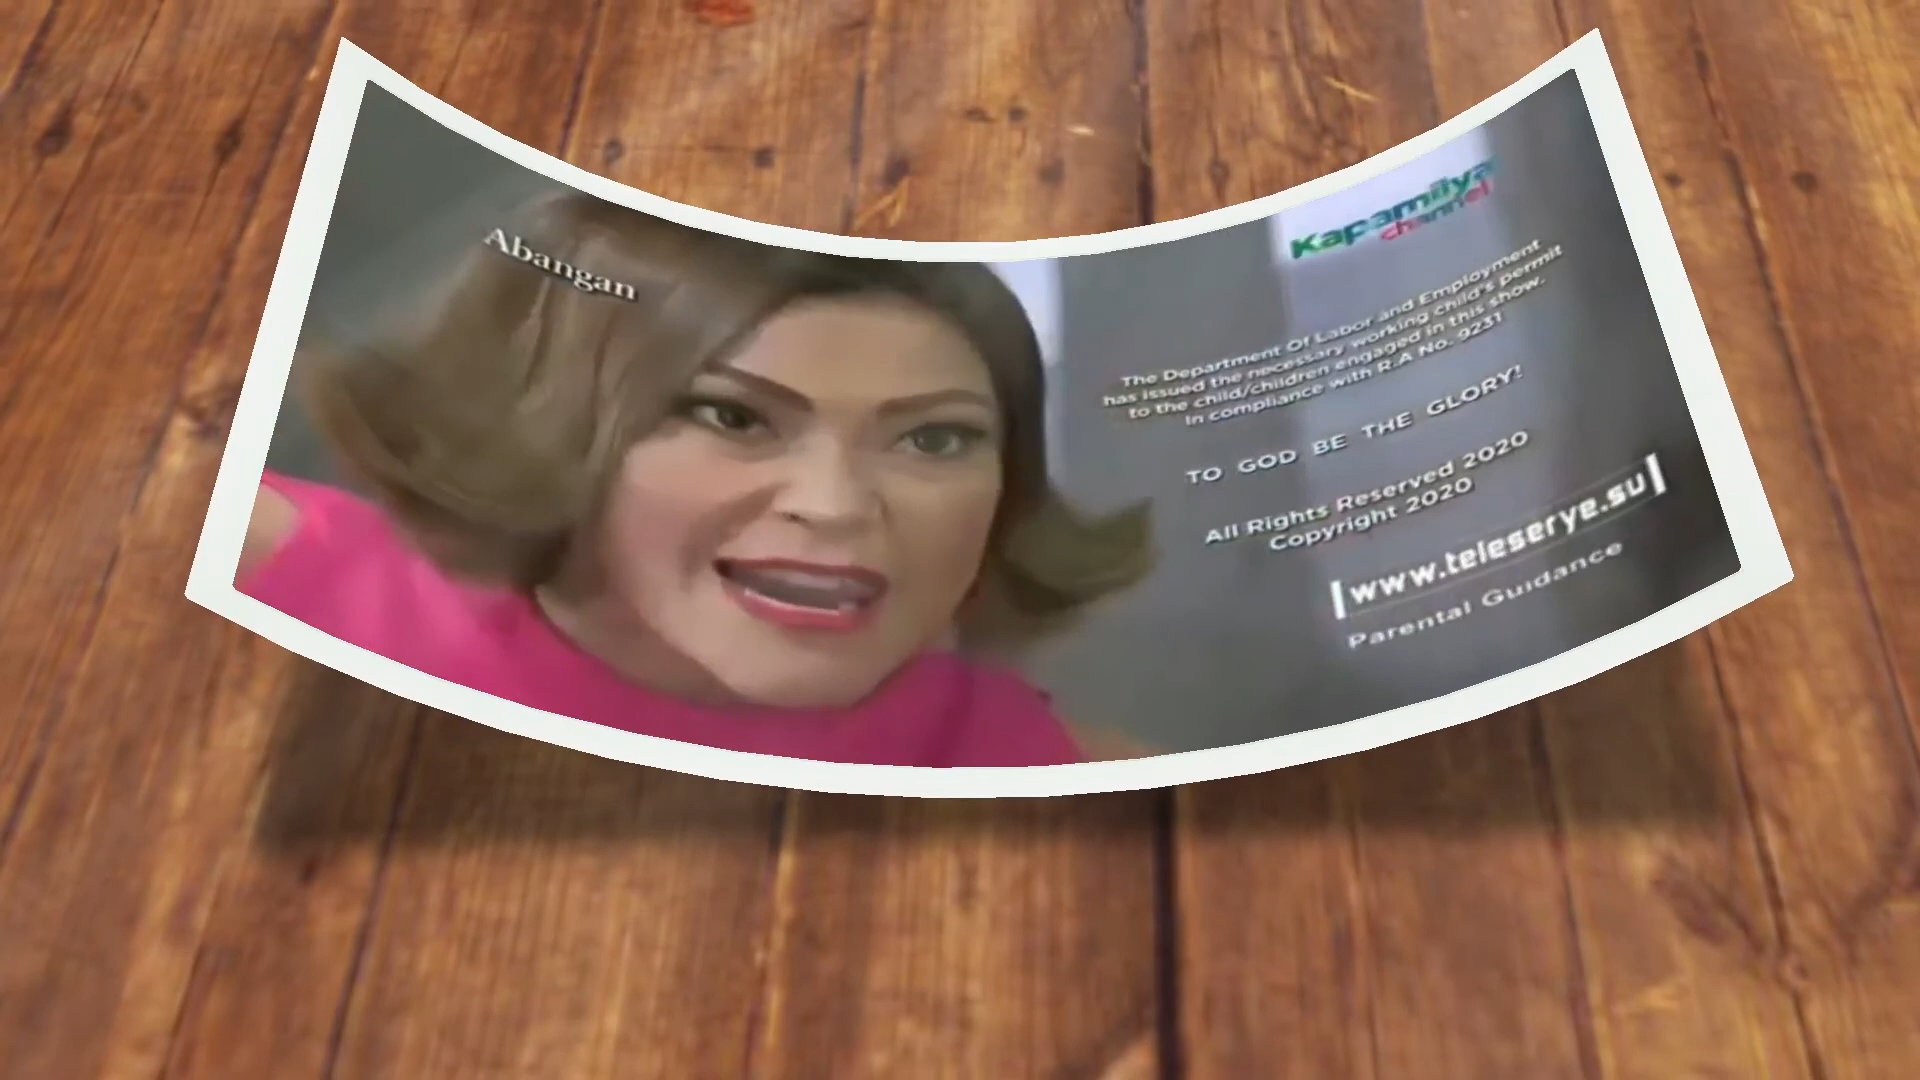 Abangan
Kapamilya
channel
The Department Of Labor and Employment
has issued the necessary working child's permit
to the child/children engaged in this show.
In compliance with R.A No. 9231
TO GOD BE THE GLORY!
All Rights Reserved 2020
Copyright 2020
www.teleserye.su
Parental Guidance